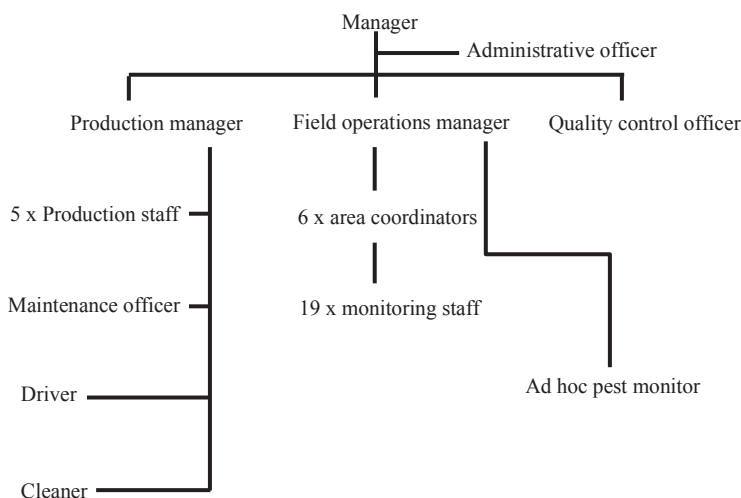 Manager
Administrative officer
Production manager
Field operations manager
Quality control officer
5 x Production staff
6 x area coordinators
Maintenance officer
19 x monitoring staff
Driver
Ad hoc pest monitor
Cleaner